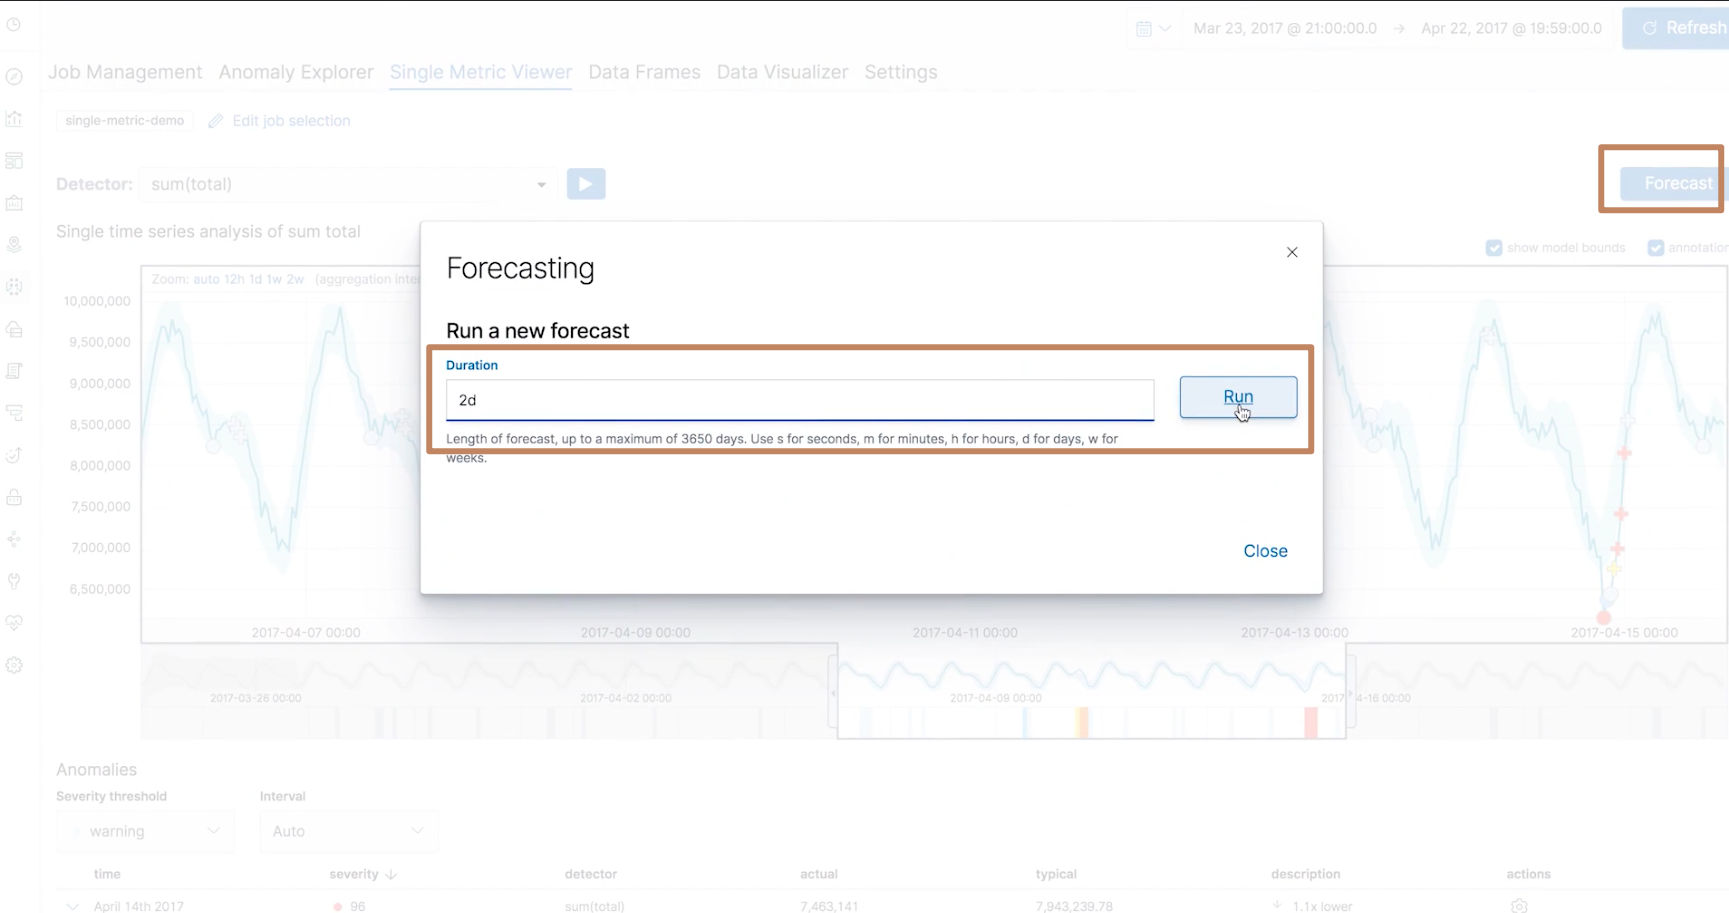 Mar 23, 2017 @ 21:00:00.0 → Apr 22, 2017 @ 19:59:00.0 Refresh
Job Management Anomaly Explorer Single Metric Viewer Data Frames Data Visualizer Settings
single-metric-demo Edit job selection
Detector: sum(total) Forecast
Single time series analysis of sum total
show model bounds
Zoom: auto 12h 1d 1w 2w (aggregation
10,000,000
9,500,000
9,000,000
8,500,000
8,000,000
7,500,000
7,000,000
6,500,000
2017-04-07 00:00 2017-04-09 00:00 2017-04-11 00:00 2017-04-13 00:00 2017-04-15 00:00
Forecasting
Run a new forecast
Duration
2d Run
Length of forecast, up to a maximum of 3650 days. Use s for seconds, m for minutes, h for hours, d for days, w for
weeks.
Close
2017-03-26 00:00 2017-04-02 00:00 2017-04-09 00:00 2017 4-16 00:00
Anomalies
Severity threshold Interval
warning Auto
time severity ↓ detector actual typical description actions
April 14th 2017 96 sum(total) 7,463,141 7,943,239.78 ↓ 1.1x lower